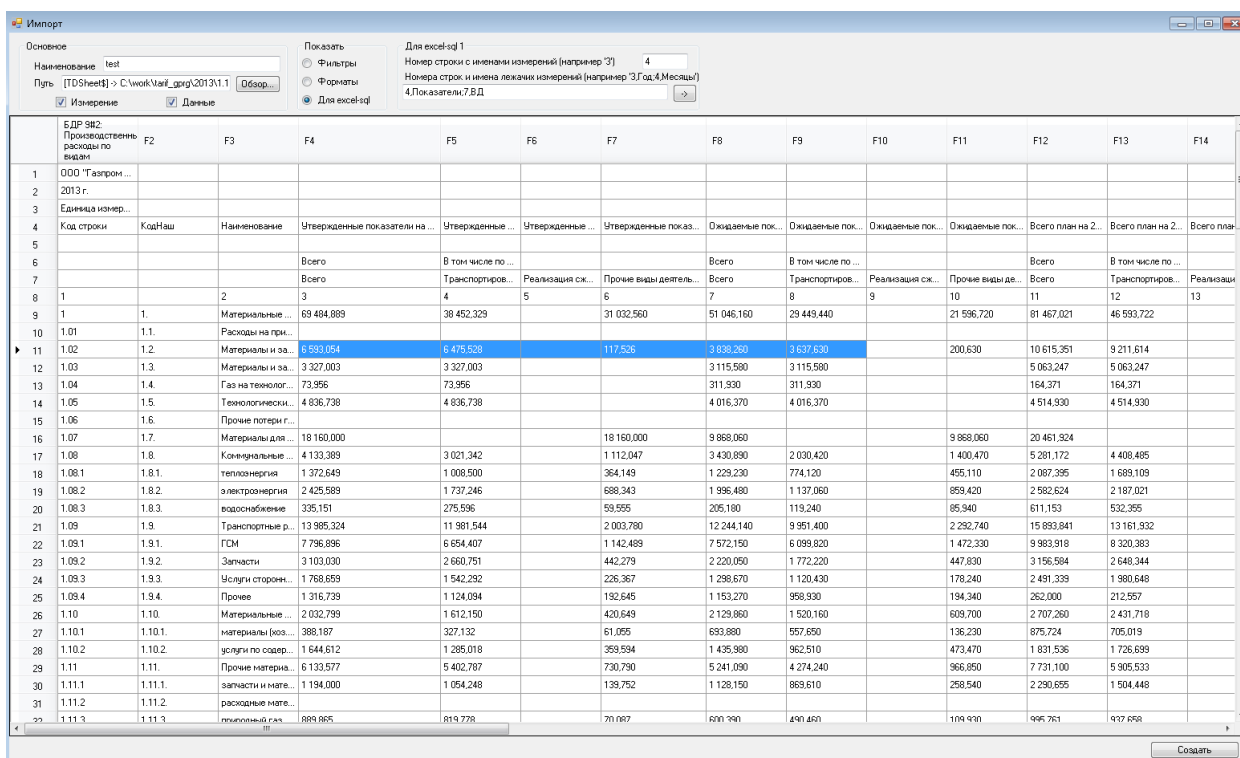 Импорт
Основное
Наименование test
Путь [TDSheet$] -> C:\work\tarif_gprg\2013\1.1 Обзор...
Измерение Данные
Показать
Фильтры
Форматы
Для excel-sql
Для excel-sql 1
Номер строки с именами измерений (например '3') 4
Номера строк и имена лежачих измерений (например '3,Год;4,Месяцы')
4,Показатели;7,ВД ->
БДР 9#2: Производственнь расходы по видам F2 F3 F4 F5 F6 F7 F8 F9 F10 F11 F12 F13 F14
1 ООО "Газпром ...
2 2013 г.
3 Единица измер...
4 Код строки КодНаш Наименование Утвержденные показатели на ... Утвержденные ... Утвержденные ... Утвержденные показ... Ожидаемые пок... Ожидаемые пок... Ожидаемые пок... Ожидаемые пок... Всего план на 2... Всего план на 2... Всего план
5
6 Всего В том числе по ... Всего В том числе по ... Всего В том числе по ...
7 Всего Транспортиров... Реализация сж... Прочие виды деятель... Всего Транспортиров... Реализация сж... Прочие виды де... Всего Транспортиров... Реализаци
8 1 2 3 4 5 6 7 8 9 10 11 12 13
9 1 1. Материальные ... 69 484,889 38 452,329 31 032,560 51 046,160 29 449,440 21 596,720 81 467,021 46 593,722
10 1.01 1.1. Расходы на при...
11 1.02 1.2. Материалы и за... 6 593,054 6 475,528 117,526 3 838,260 3 637,630 200,630 10 615,351 9 211,614
12 1.03 1.3. Материалы и за... 3 327,003 3 327,003 3 115,580 3 115,580 5 063,247 5 063,247
13 1.04 1.4. Газ на технолог... 73,956 73,956 311,930 311,930 164,371 164,371
14 1.05 1.5. Технологически... 4 836,738 4 836,738 4 016,370 4 016,370 4 514,930 4 514,930
15 1.06 1.6. Прочие потери г...
16 1.07 1.7. Материалы для ... 18 160,000 18 160,000 9 868,060 9 868,060 20 461,924
17 1.08 1.8. Коммунальные ... 4 133,389 3 021,342 1 112,047 3 430,890 2 030,420 1 400,470 5 281,172 4 408,485
18 1.08.1 1.8.1. теплоэнергия 1 372,649 1 008,500 364,149 1 229,230 774,120 455,110 2 087,395 1 689,109
19 1.08.2 1.8.2. электроэнергия 2 425,589 1 737,246 688,343 1 996,480 1 137,060 859,420 2 582,624 2 187,021
20 1.08.3 1.8.3. водоснабжение 335,151 275,596 59,555 205,180 119,240 85,940 611,153 532,355
21 1.09 1.9. Транспортные р... 13 985,324 11 981,544 2 003,780 12 244,140 9 951,400 2 292,740 15 893,841 13 161,932
22 1.09.1 1.9.1. ГСМ 7 796,896 6 654,407 1 142,489 7 572,150 6 099,820 1 472,330 9 983,918 8 320,383
23 1.09.2 1.9.2. Запчасти 3 103,030 2 660,751 442,279 2 220,050 1 772,220 447,830 3 156,584 2 648,344
24 1.09.3 1.9.3. Услуги сторонн... 1 768,659 1 542,292 226,367 1 298,670 1 120,430 178,240 2 491,339 1 980,648
25 1.09.4 1.9.4. Прочее 1 316,739 1 124,094 192,645 1 153,270 958,930 194,340 262,000 212,557
26 1.10 1.10. Материальные ... 2 032,799 1 612,150 420,649 2 129,860 1 520,160 609,700 2 707,260 2 431,718
27 1.10.1 1.10.1. материалы (хоз.... 388,187 327,132 61,055 693,880 557,650 136,230 875,724 705,019
28 1.10.2 1.10.2. услуги по содер... 1 644,612 1 285,018 359,594 1 435,980 962,510 473,470 1 831,536 1 726,699
29 1.11 1.11. Прочие материа... 6 133,577 5 402,787 730,790 5 241,090 4 274,240 966,850 7 731,100 5 905,533
30 1.11.1 1.11.1. запчасти и мате... 1 194,000 1 054,248 139,752 1 128,150 869,610 258,540 2 290,655 1 504,448
31 1.11.2 1.11.2. расходные мате...
32 1.11.3 1.11.3. природный газ 889,865 819,778 70,087 600,390 490,460 109,930 995,761 937,658
Создать